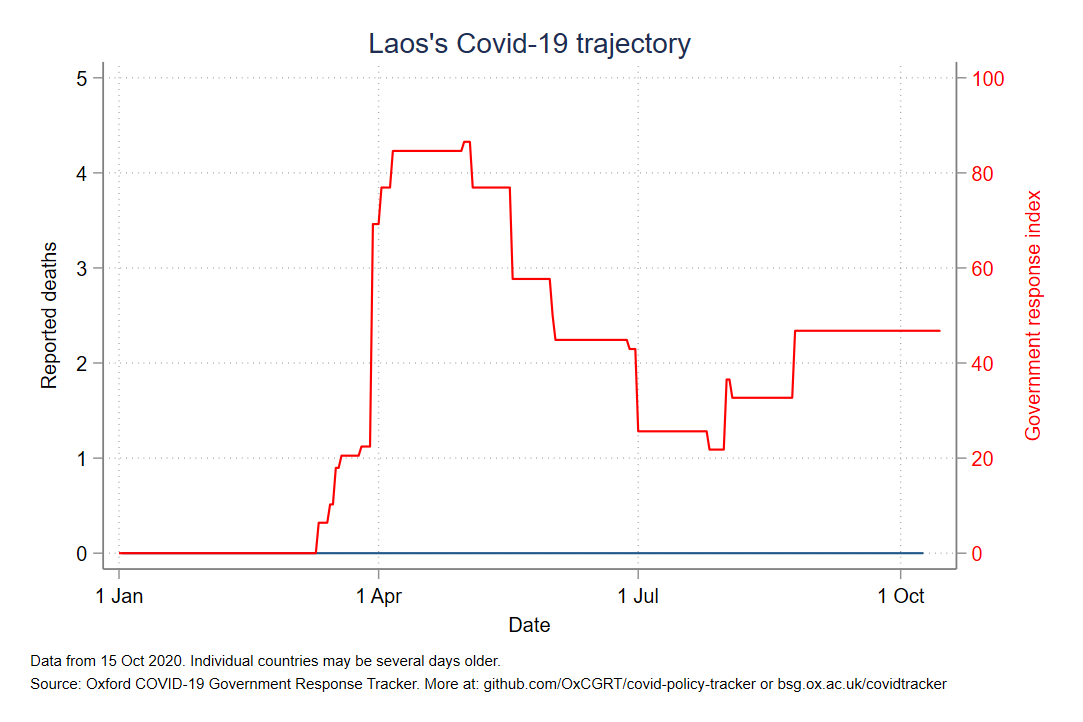 Laos's Covid-19 trajectory
5
4
3
2
1
0
Reported deaths
100
80
60
40
20
0
Government response index
1 Jan
1 Apr
1 Jul
1 Oct
Date
Data from 15 Oct 2020. Individual countries may be several days older.
Source: Oxford COVID-19 Government Response Tracker. More at: github.com/OxCGRT/covid-policy-tracker or bsg.ox.ac.uk/covidtracker